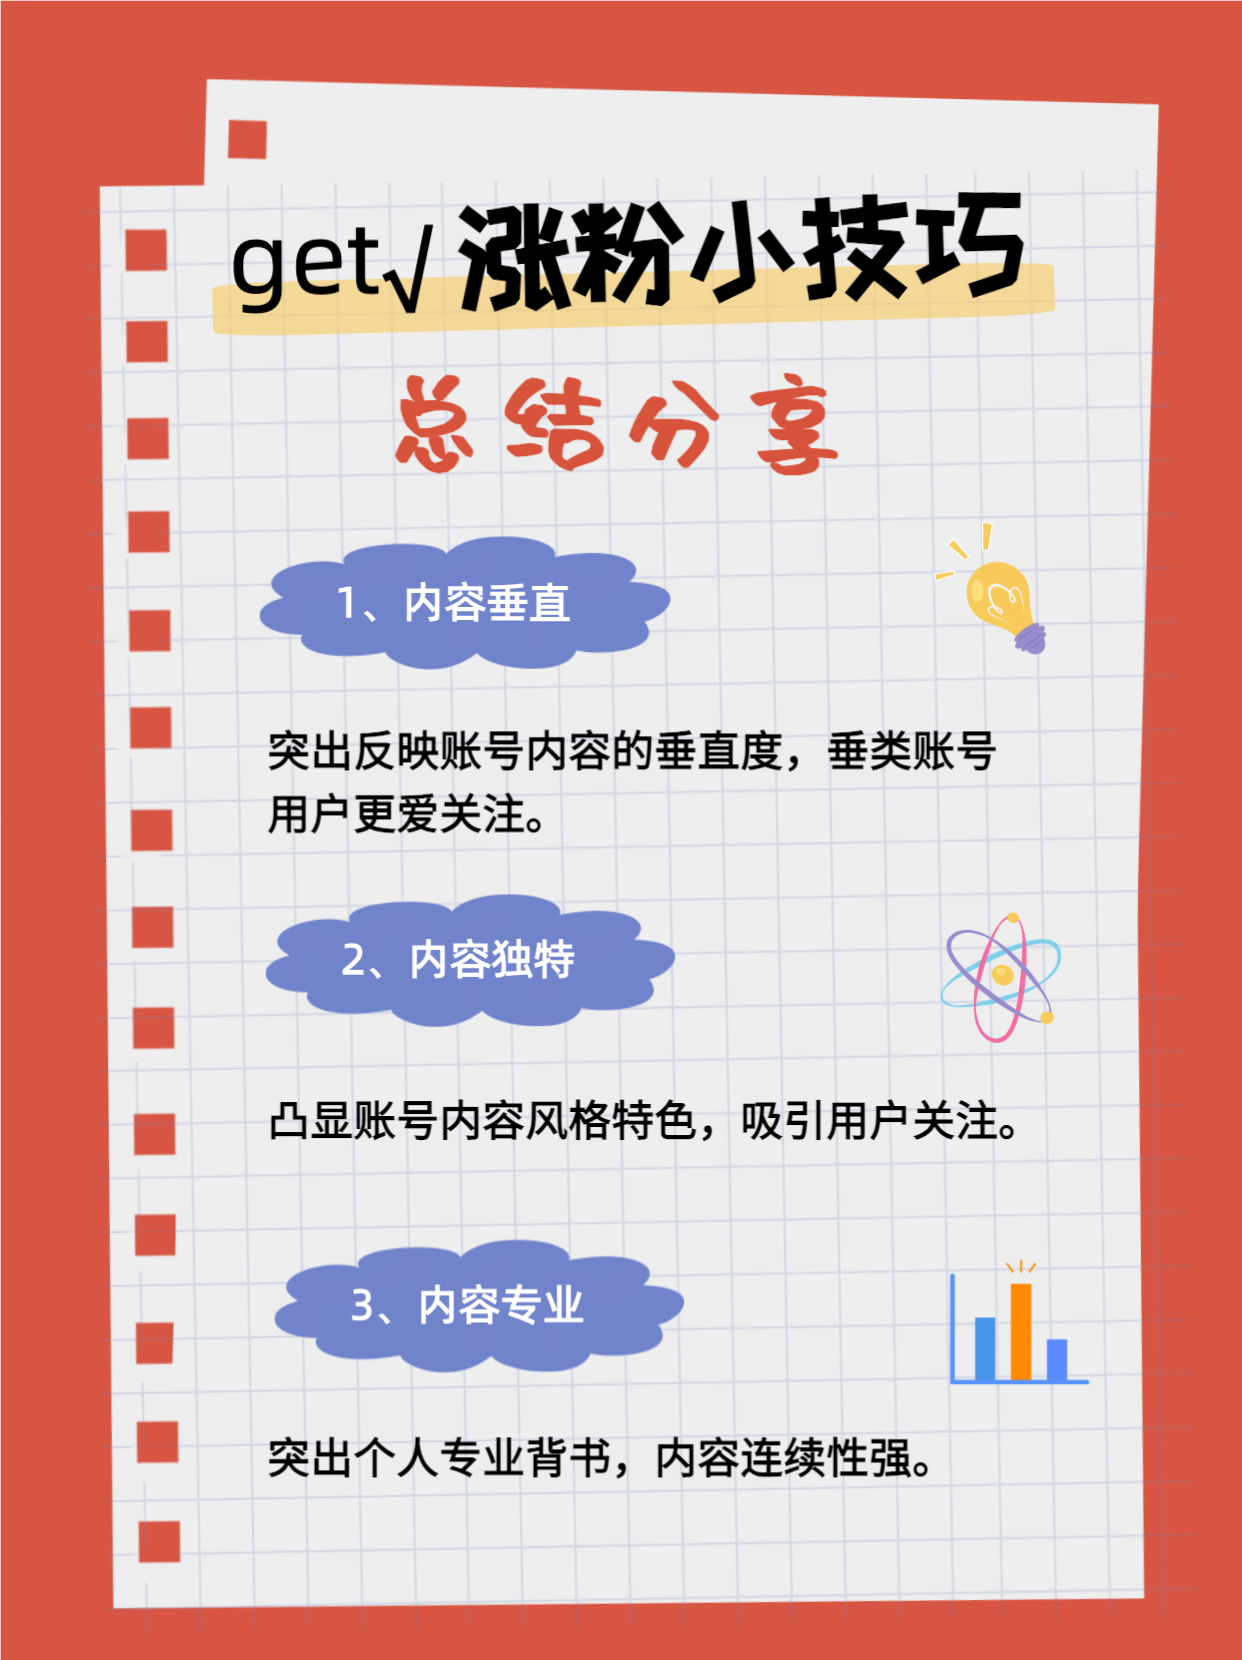 get√涨粉小技巧
总结分享
1、内容垂直
突出反映账号内容的垂直度，垂类账号
用户更爱关注。
2、内容独特
凸显账号内容风格特色，吸引用户关注。
3、内容专业
突出个人专业背书，内容连续性强。